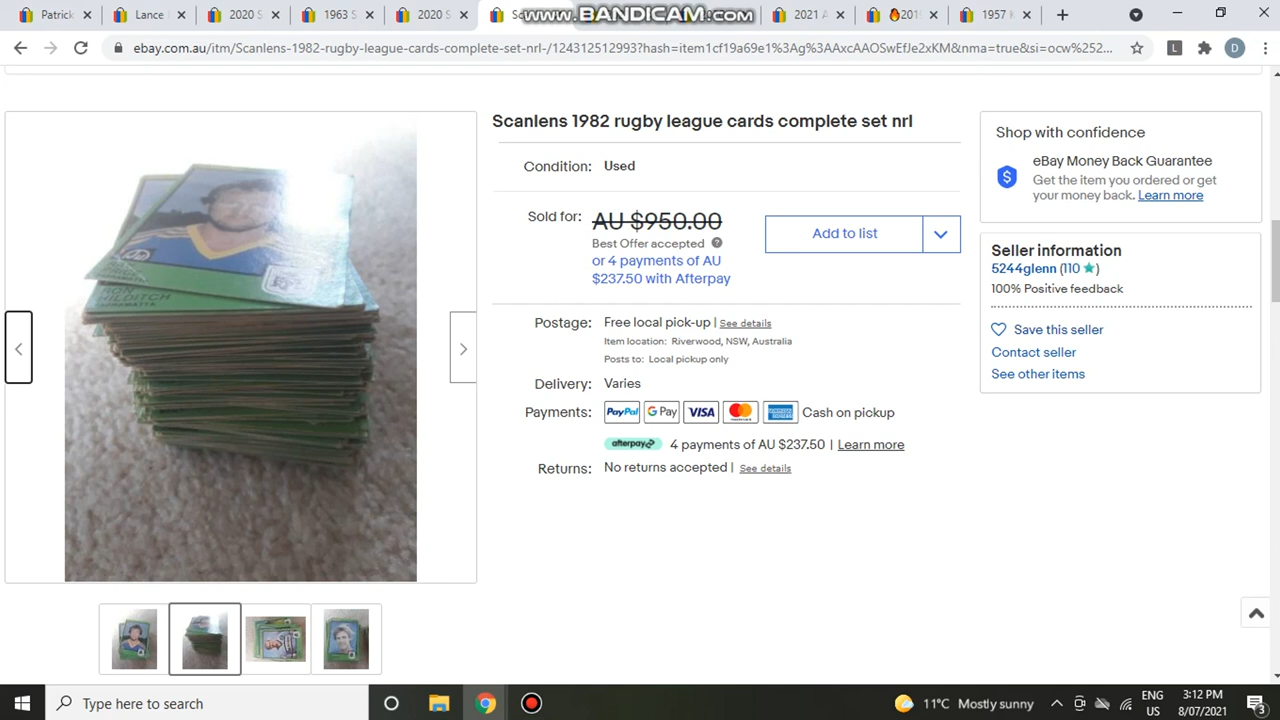 Patrick
Lance
2020 S
1963 S
2020 S
Sc
www.BANDICAM.com
2021 A
🔥201
1957
ebay.com.au/itm/Scanlens-1982-rugby-league-cards-complete-set-nrl-/124312512993?hash=item1cf19a69e1%3Ag%3AAxcAAOSwEfJe2xKM&nma=true&si=ocw%252...
L
D
Scanlens 1982 rugby league cards complete set nrl
Condition: Used
Sold for: AU $950.00
Best Offer accepted
or 4 payments of AU
$237.50 with Afterpay
Add to list
Postage: Free local pick-up | See details
Item location: Riverwood, NSW, Australia
Posts to: Local pickup only
Delivery: Varies
Payments: PayPal G Pay VISA Cash on pickup
afterpay 4 payments of AU $237.50 | Learn more
Returns: No returns accepted | See details
Shop with confidence
eBay Money Back Guarantee
Get the item you ordered or get
your money back. Learn more
Seller information
5244glenn (110 ★)
100% Positive feedback
Save this seller
Contact seller
See other items
HILDITCH
Type here to search
11°C Mostly sunny
ENG
US
3:12 PM
8/07/2021
3